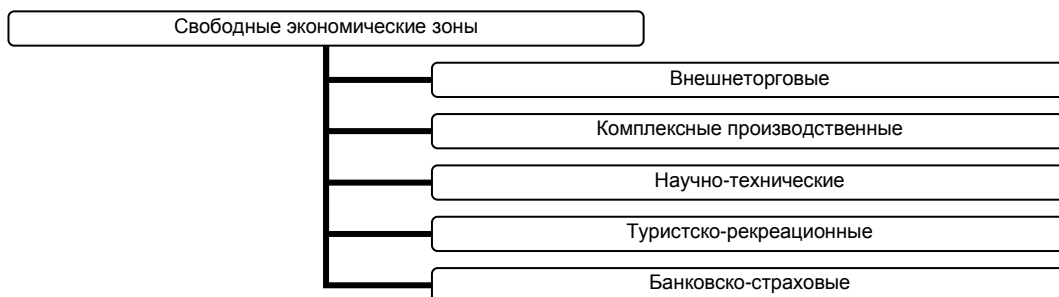 Свободные экономические зоны
Внешнеторговые
Комплексные производственные
Научно-технические
Туристско-рекреационные
Банковско-страховые